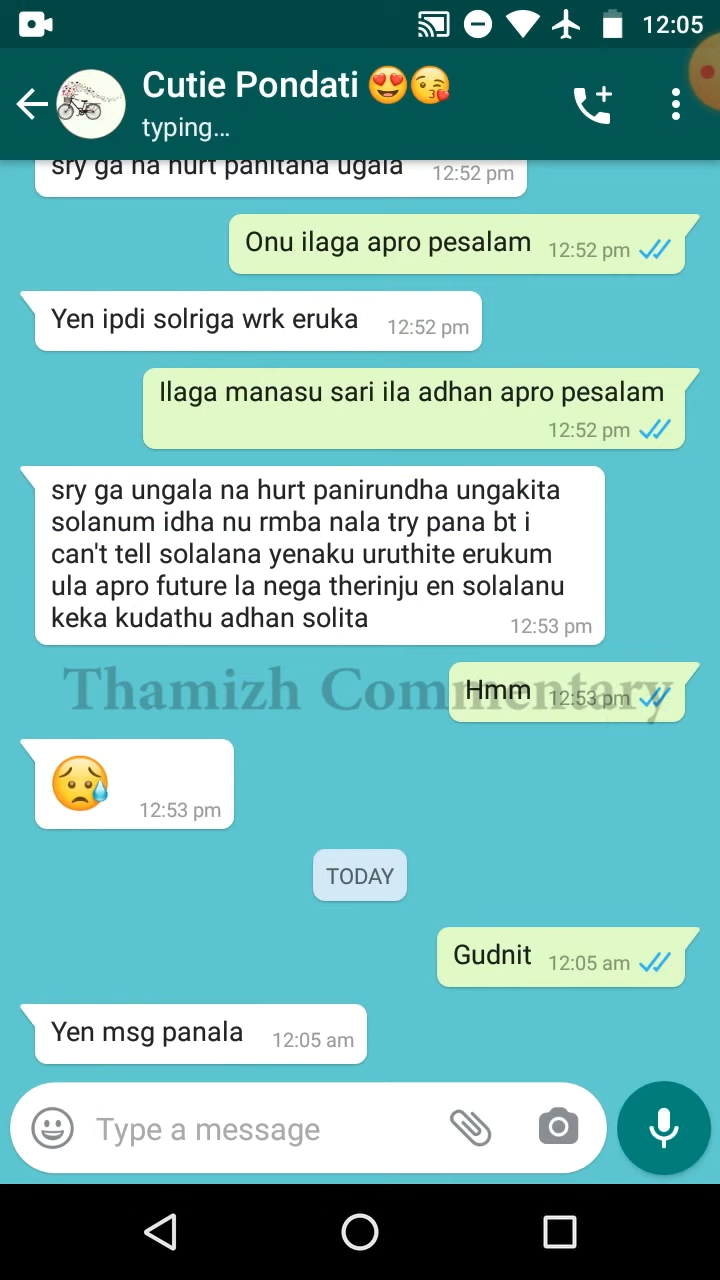 12:05
Cutie Pondati 😍😘
typing...
sry ga na hurt panitana ugala 12:52 pm
Onu ilaga apro pesalam 12:52 pm
Yen ipdi solriga wrk eruka 12:52 pm
Ilaga manasu sari ila adhan apro pesalam
12:52 pm
sry ga ungala na hurt panirundha ungakita
solanum idha nu rmba nala try pana bt i
can't tell solalana yenaku uruthite erukum
ula apro future la nega therinju en solalanu
keka kudathu adhan solita 12:53 pm
Thamizh Commentary
Hmm 12:53 pm
😥
12:53 pm
TODAY
Gudnit 12:05 am
Yen msg panala 12:05 am
Type a message